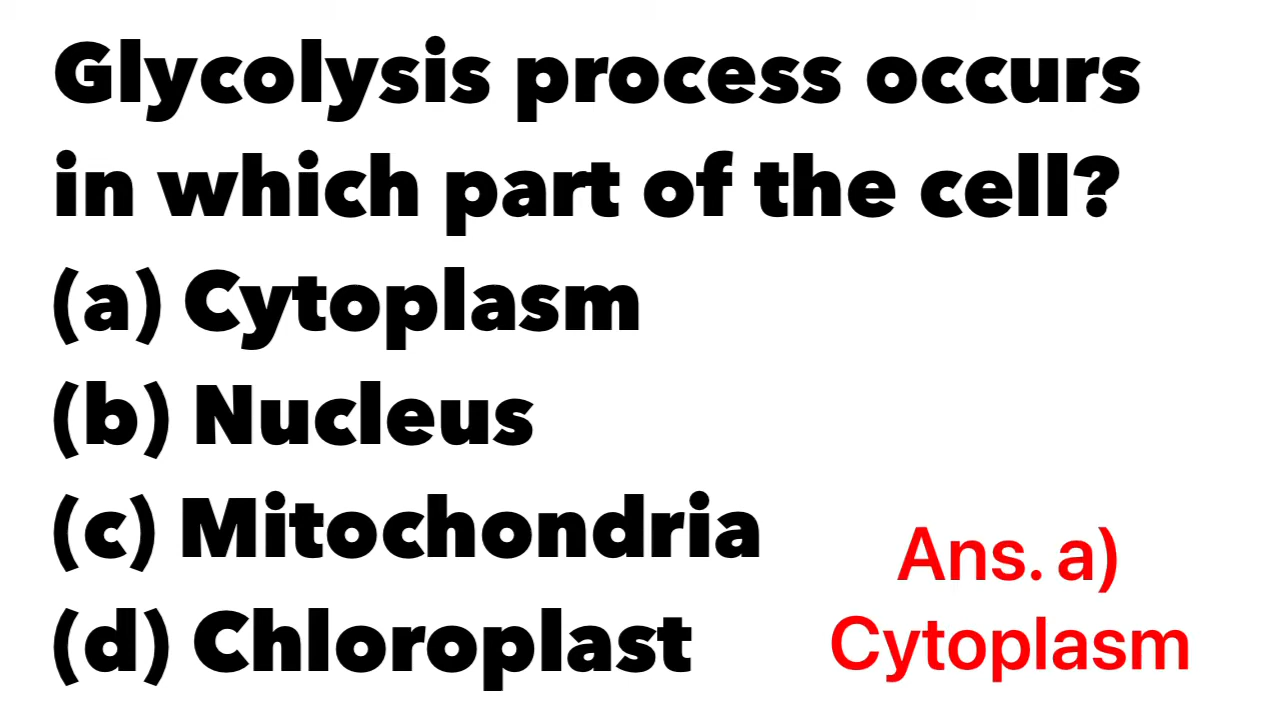 Glycolysis process occurs
in which part of the cell?
(a) Cytoplasm
(b) Nucleus
(c) Mitochondria
(d) Chloroplast
Ans. a)
Cytoplasm